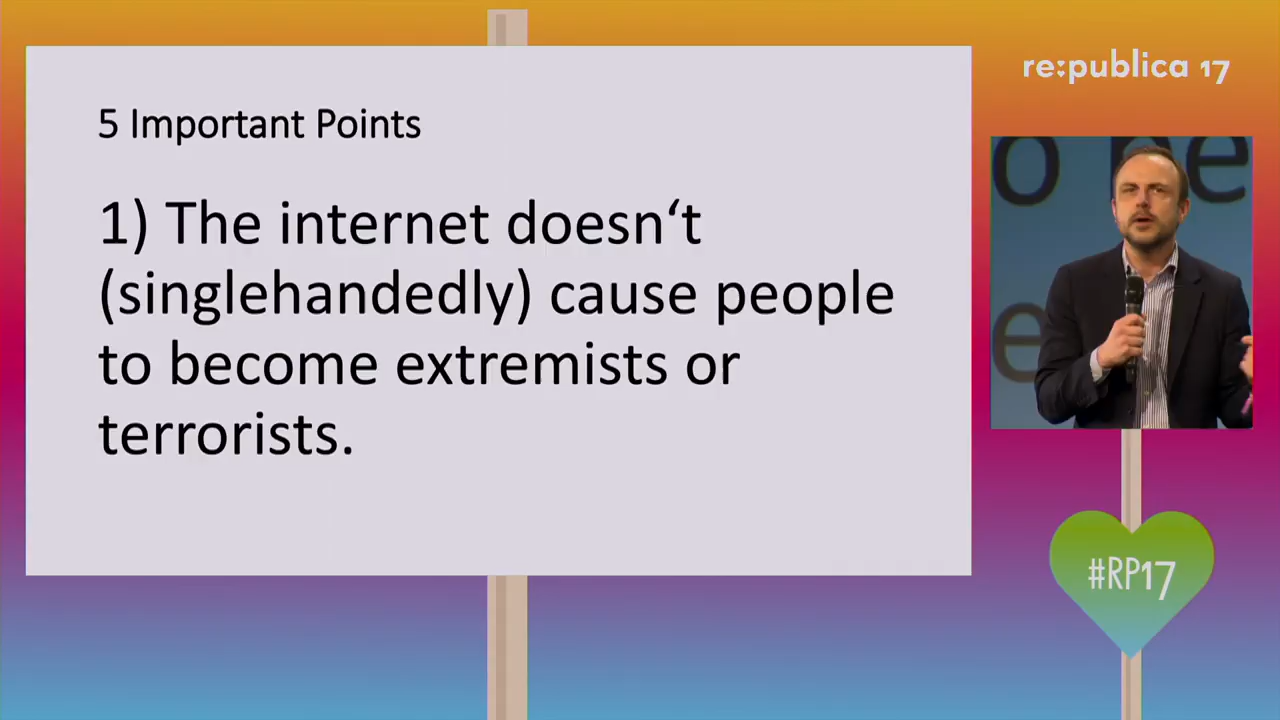 re:publica 17
5 Important Points
1) The internet doesn‘t
(singlehandedly) cause people
to become extremists or
terrorists.
#RP17